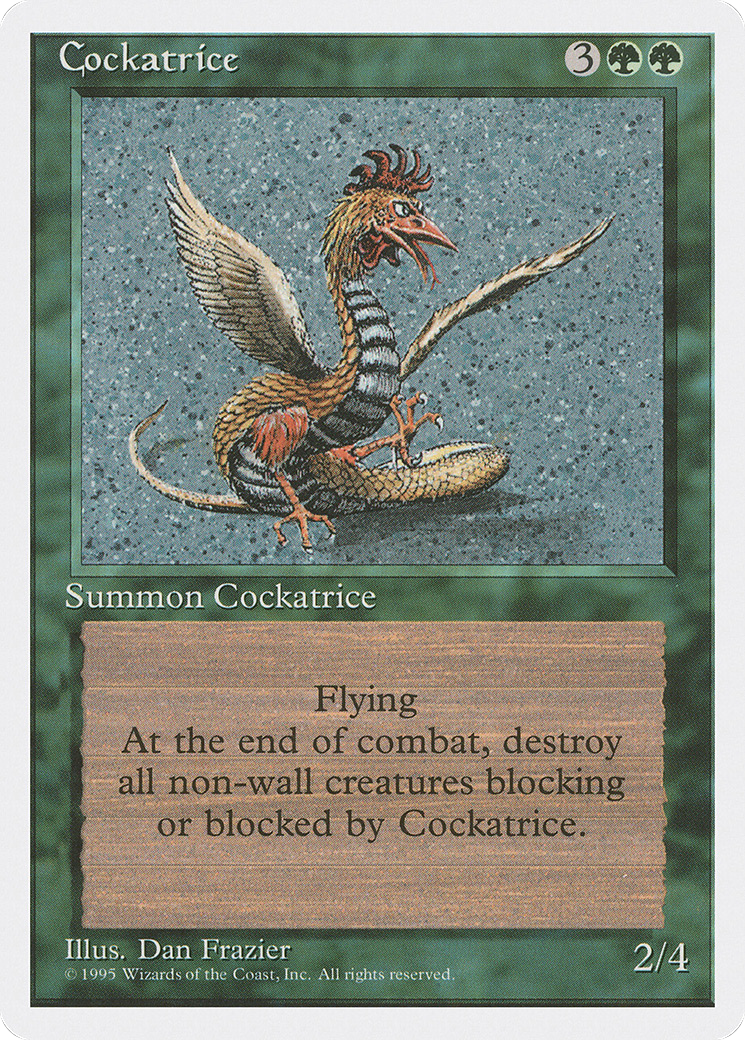 Cockatrice 3
Summon Cockatrice
Flying
At the end of combat, destroy
all non-wall creatures blocking
or blocked by Cockatrice.
Illus. Dan Frazier
© 1995 Wizards of the Coast, Inc. All rights reserved.
2/4